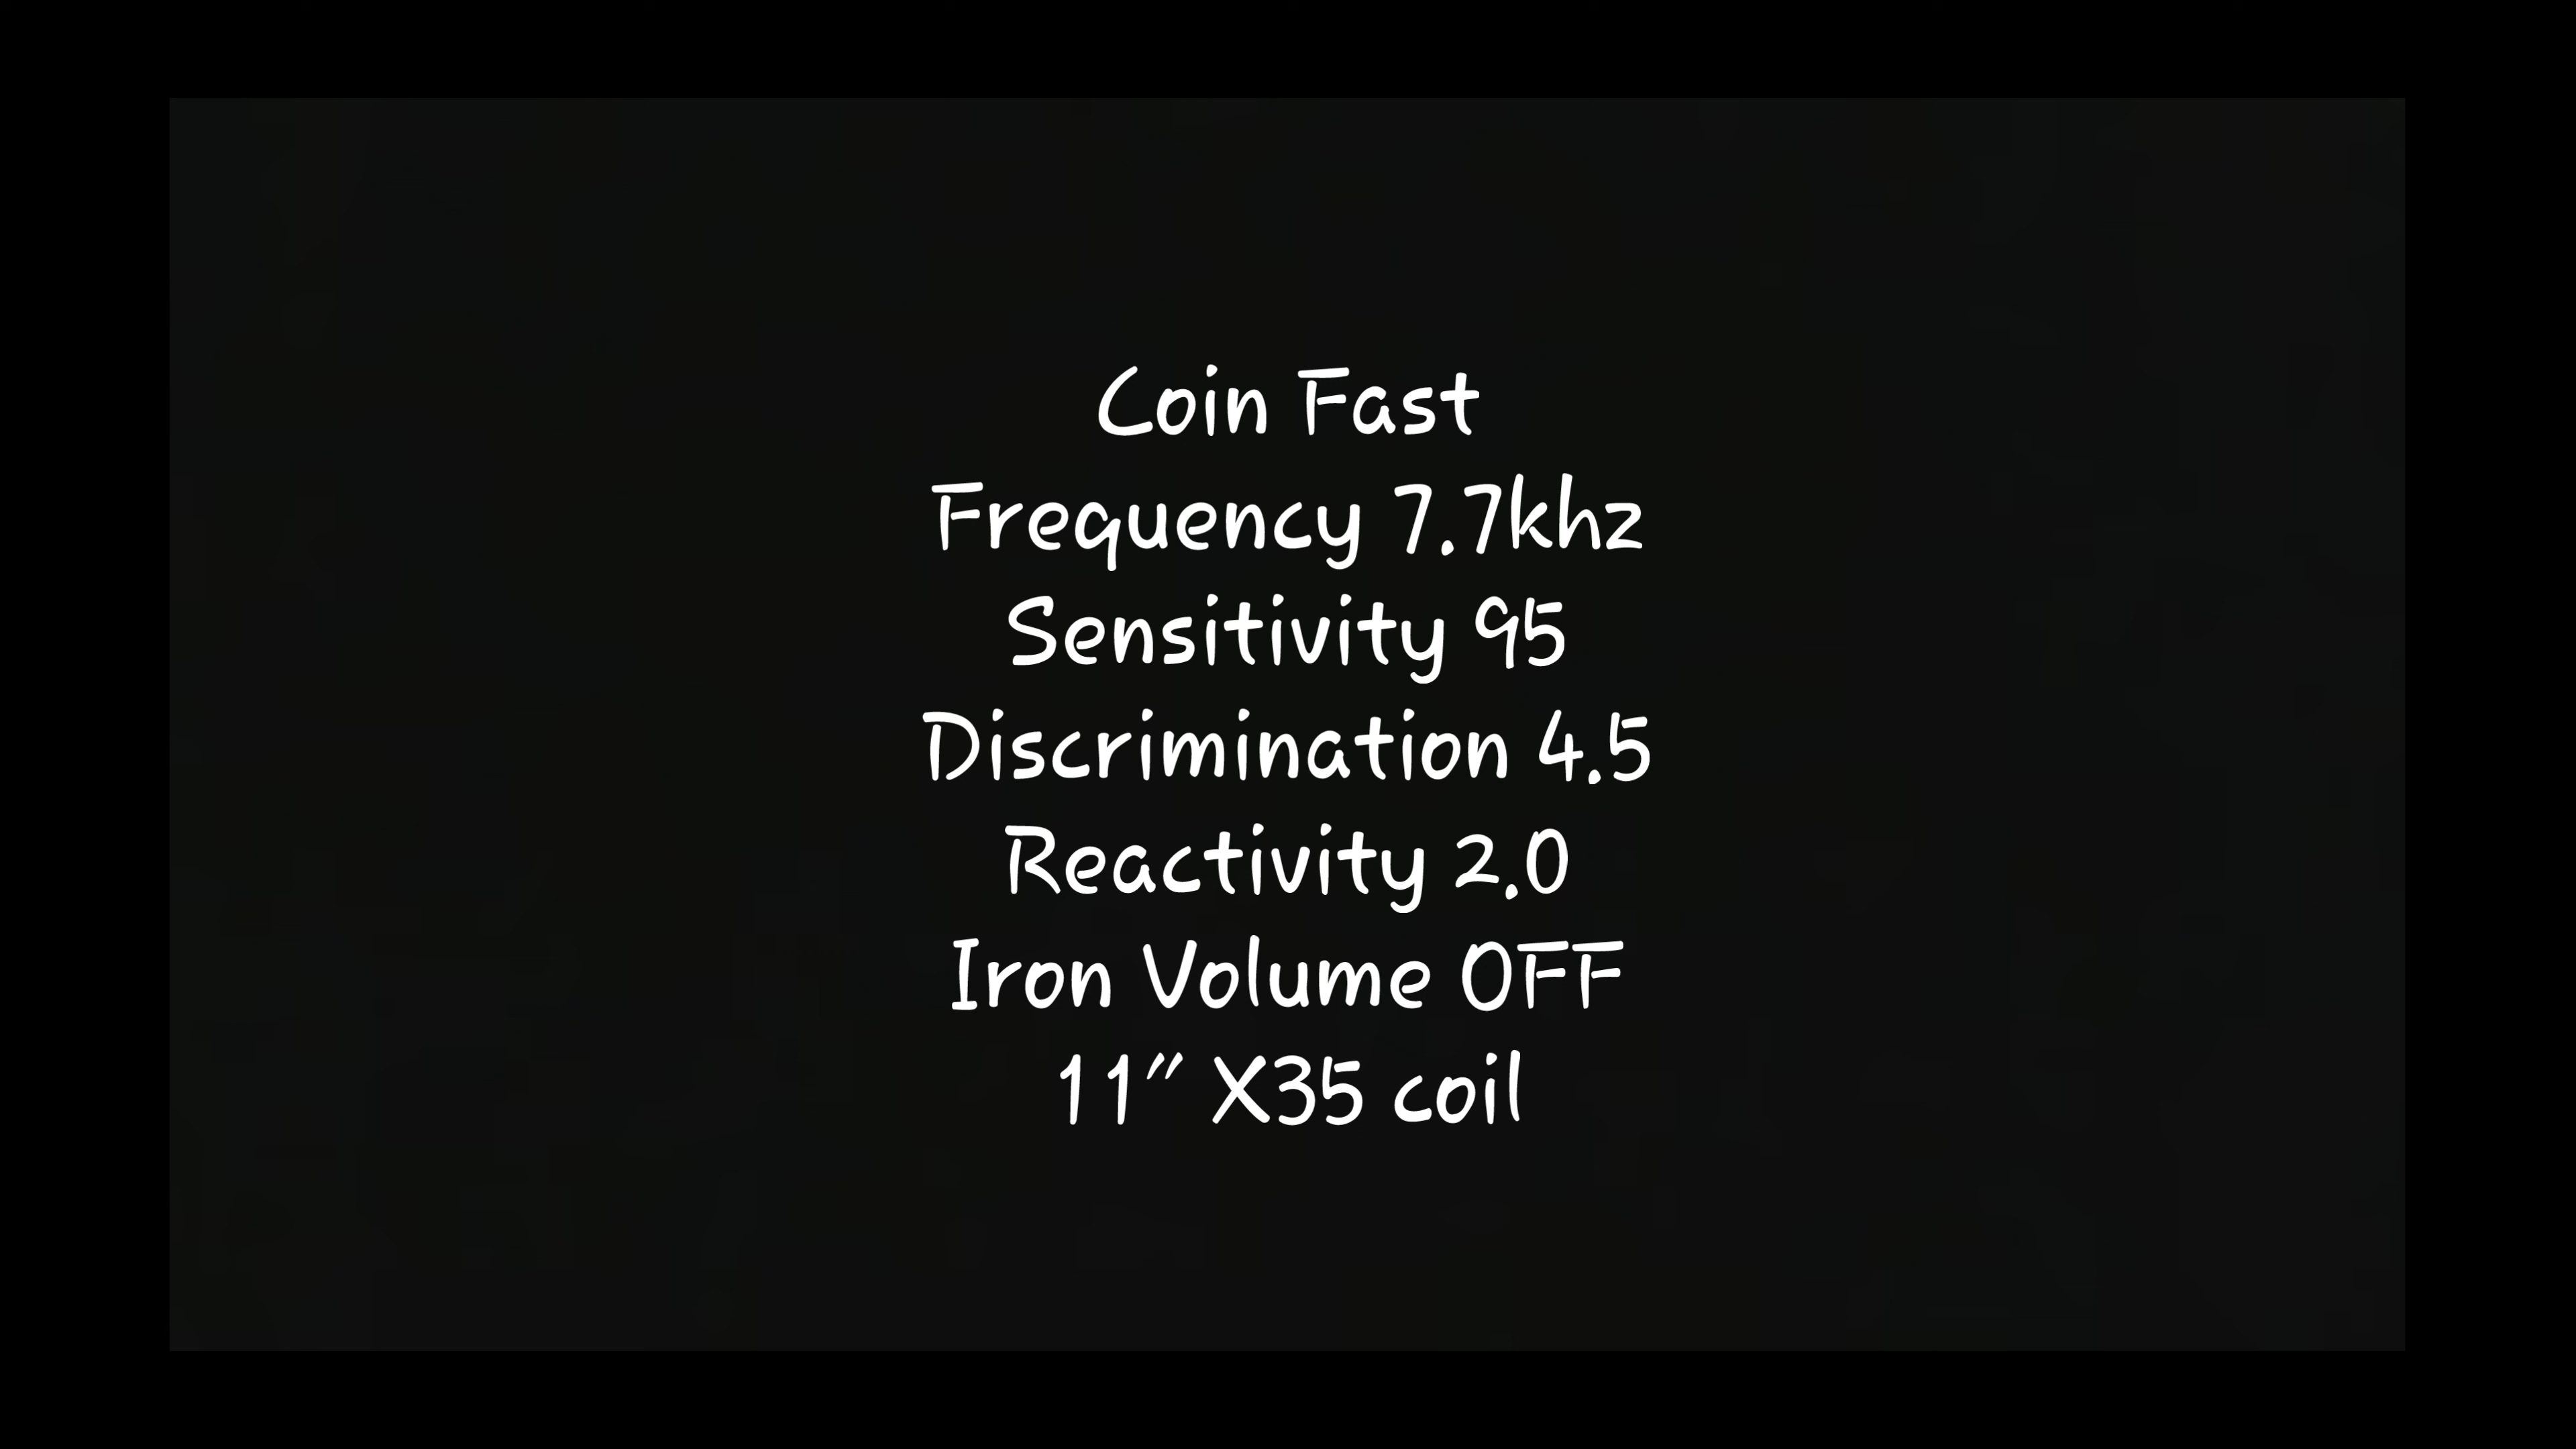 Coin Fast
Frequency 7.7khz
Sensitivity 95
Discrimination 4.5
Reactivity 2.0
Iron Volume OFF
11" X35 coil